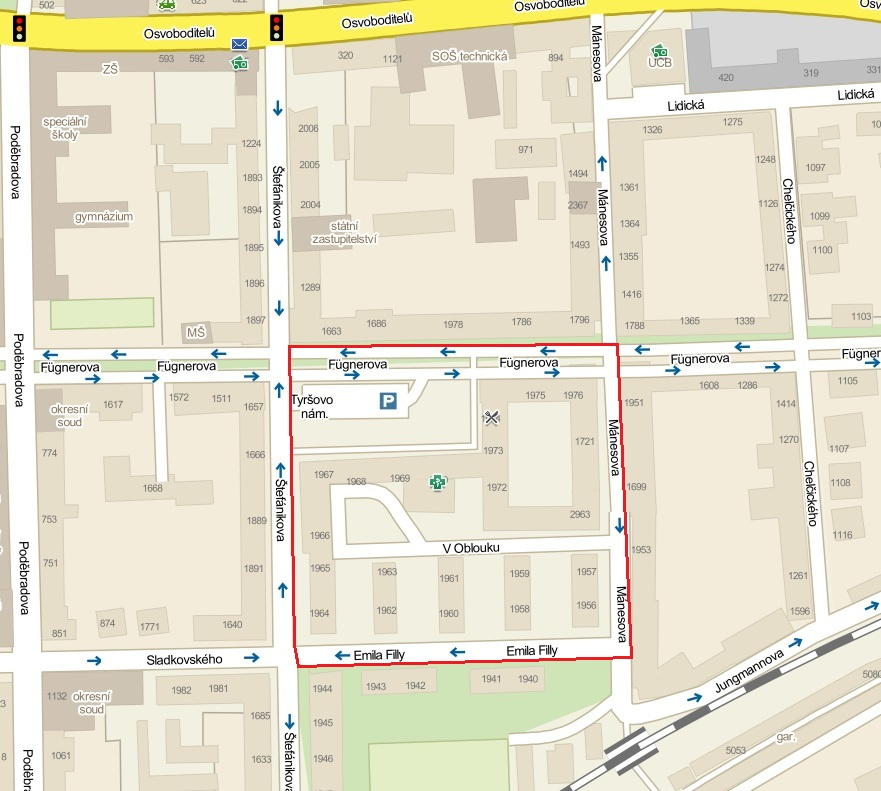 502
623
622
Osvoboditelů
Osvoboditelů
Osvoboditelů
ZŠ
593
592
320
1121
SOŠ technická
894
Mánesova
UCB
420
319
331
Lidická
Lidická
speciální
školy
Poděbradova
1224
2006
971
1326
1275
1248
1097
2005
1893
Štefánikova
1494
1361
1126
Chelčického
gymnázium
1894
2004
2367
Mánesova
1364
1099
státní
zastupitelství
1895
1493
1355
1100
1896
1289
1416
1274
1272
1897
MŠ
1663
1686
1978
1786
1796
1788
1365
1339
1103
Poděbradova
Fügnerova
Fügnerova
Fügnerova
Fügnerova
Fügnerova
okresní
soud
1617
1572
1511
1657
Tyršovo
nám.
P
1975
1976
1951
1608
1286
1414
1105
774
1666
1973
1721
Mánesova
1270
1107
1967
1968
1969
1668
1972
1699
Chelčického
1108
753
1889
Štefánikova
1966
2963
1116
V Oblouku
1953
751
1891
1965
1963
1961
1959
1957
1261
Poděbradova
1964
1962
1960
1958
1956
Mánesova
1596
851
874
1771
1640
Sladkovského
Emila Filly
Emila Filly
Jungmannova
1132
okresní
soud
1982
1981
1944
1943
1942
1941
1940
1685
1945
1061
1633
1946
Štefánikova
5053
gar.